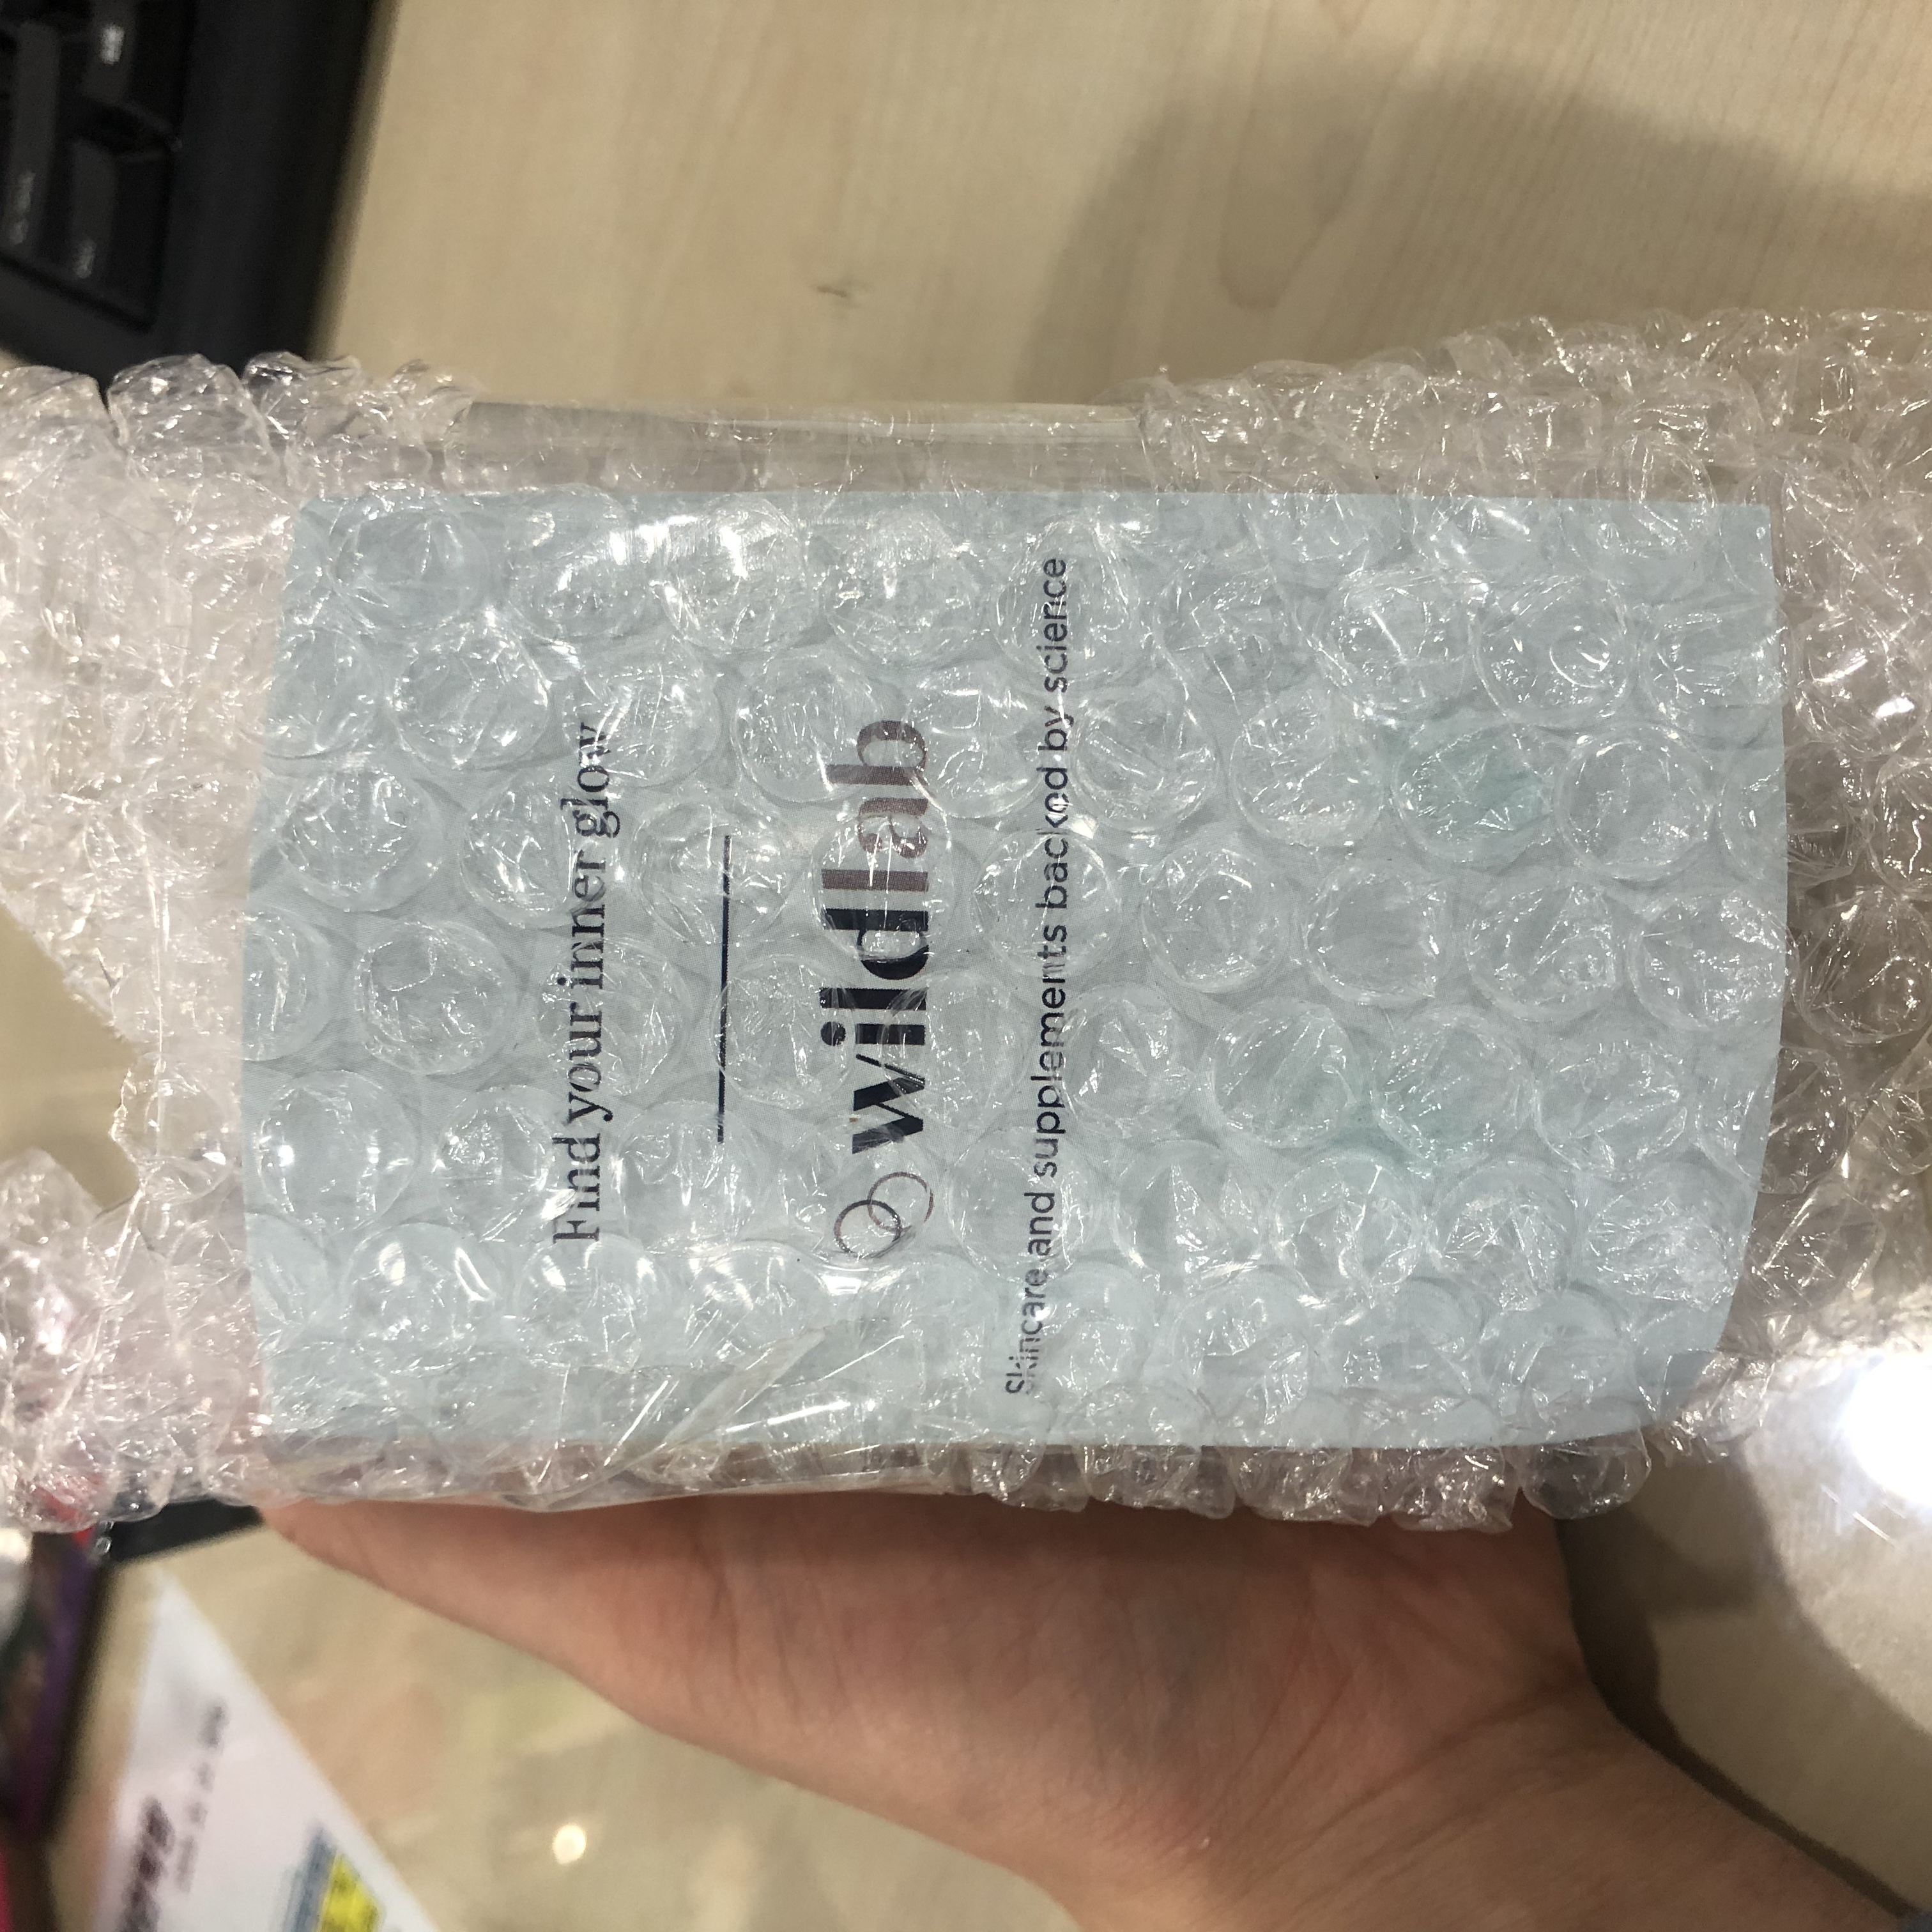 Find your inner glow
wildlab
Skincare and supplements backed by science